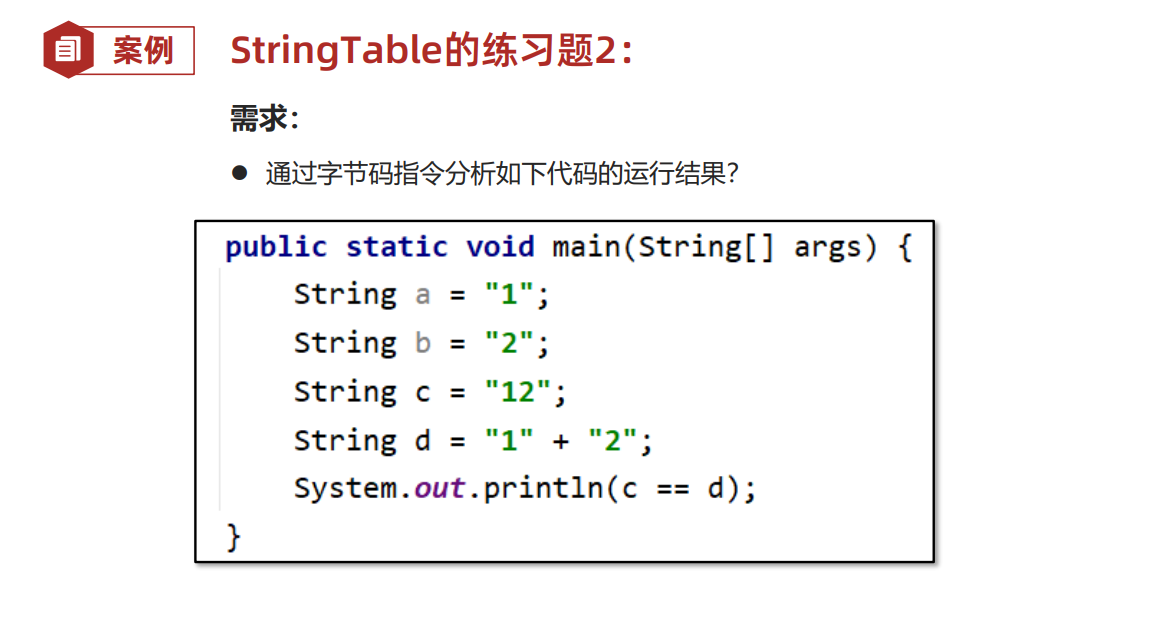 案例 StringTable的练习题2：
需求：
● 通过字节码指令分析如下代码的运行结果？
public static void main(String[] args) {
String a = "1";
String b = "2";
String c = "12";
String d = "1" + "2";
System.out.println(c == d);
}